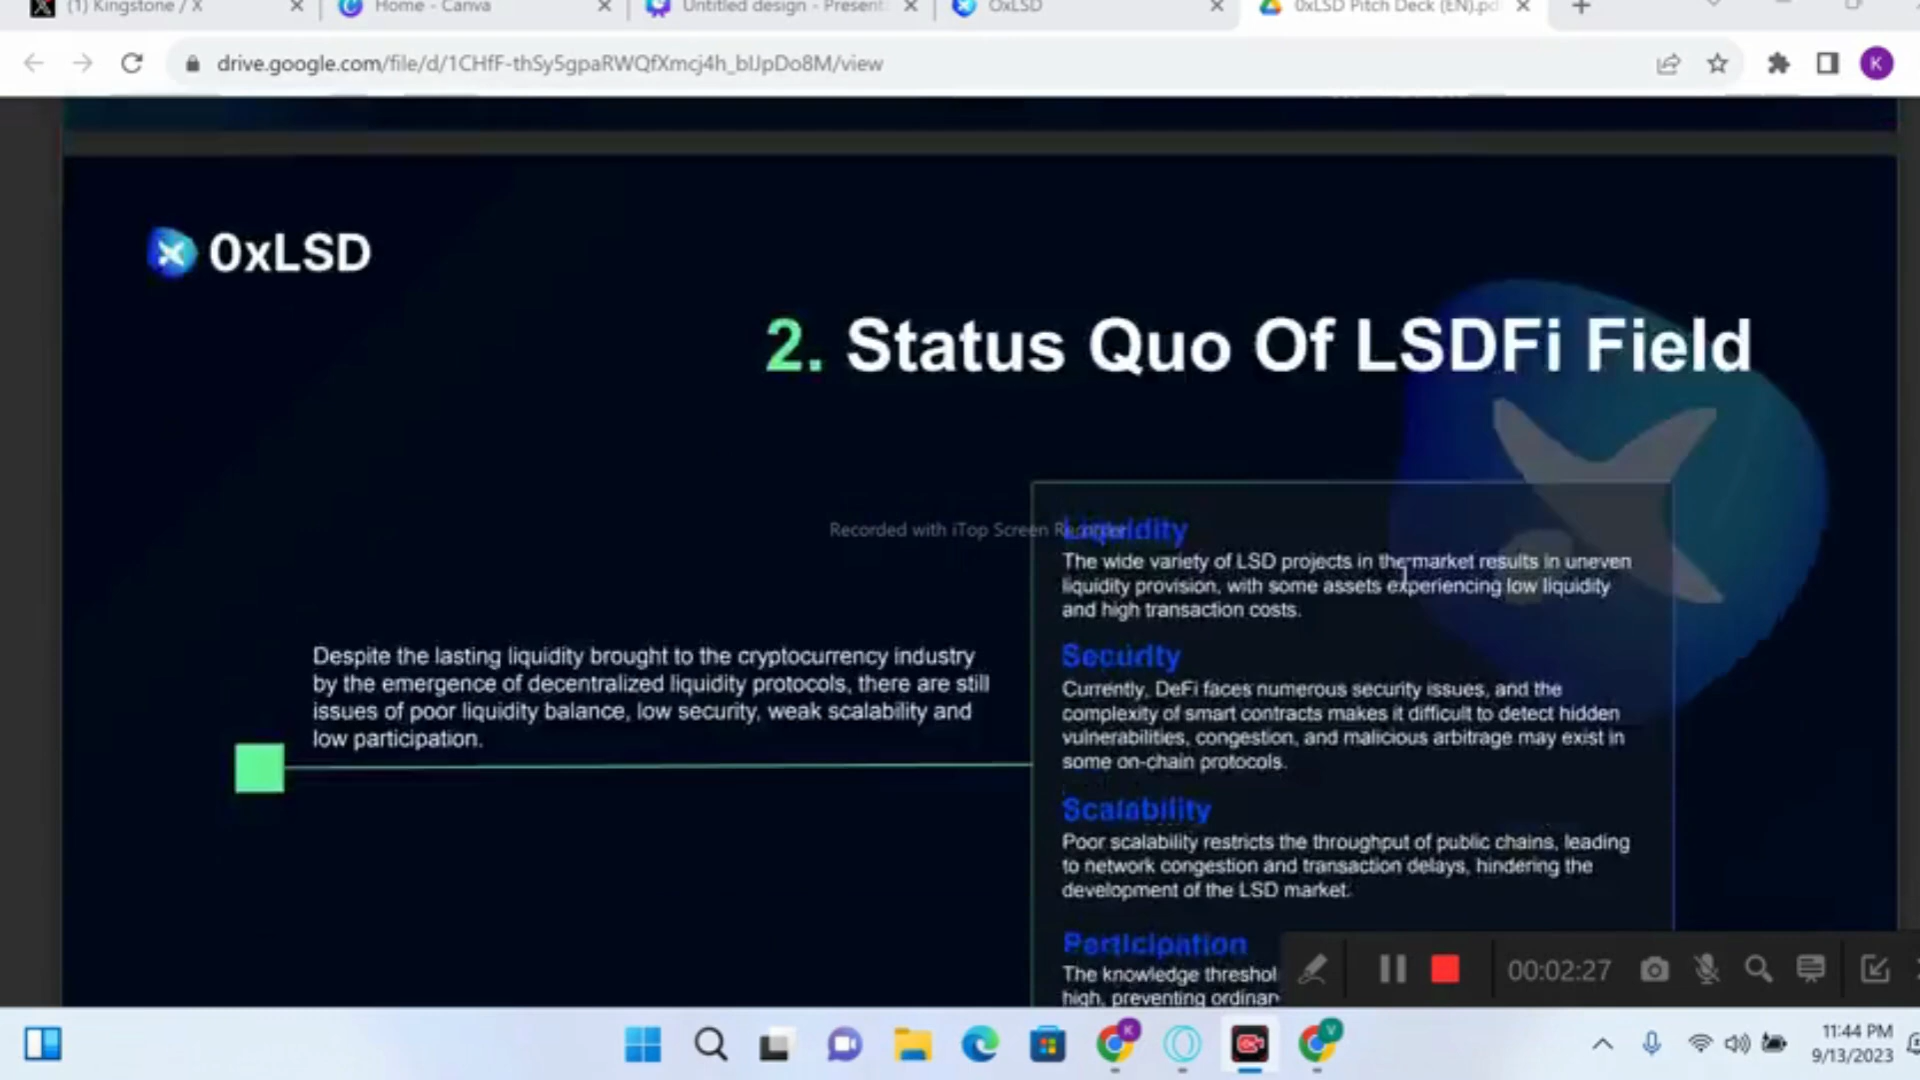 (1) Kingstone / X
Home - Canva
Untitled design - Present
OxLSD
0xLSD Pitch Deck (EN).pd
drive.google.com/file/d/1CHfF-thSy5gpaRWQfXmcj4h_bIJpDo8M/view
K
0xLSD
2. Status Quo Of LSDFi Field
Recorded with iTop Screen Recorder
Liquidity
The wide variety of LSD projects in the market results in uneven
liquidity provision, with some assets experiencing low liquidity
and high transaction costs.
Despite the lasting liquidity brought to the cryptocurrency industry
by the emergence of decentralized liquidity protocols, there are still
issues of poor liquidity balance, low security, weak scalability and
low participation.
Security
Currently, DeFi faces numerous security issues, and the
complexity of smart contracts makes it difficult to detect hidden
vulnerabilities, congestion, and malicious arbitrage may exist in
some on-chain protocols.
Scalability
Poor scalability restricts the throughput of public chains, leading
to network congestion and transaction delays, hindering the
development of the LSD market.
Participation
The knowledge threshol
high, preventing ordinar
00:02:27
K
V
11:44 PM
9/13/2023